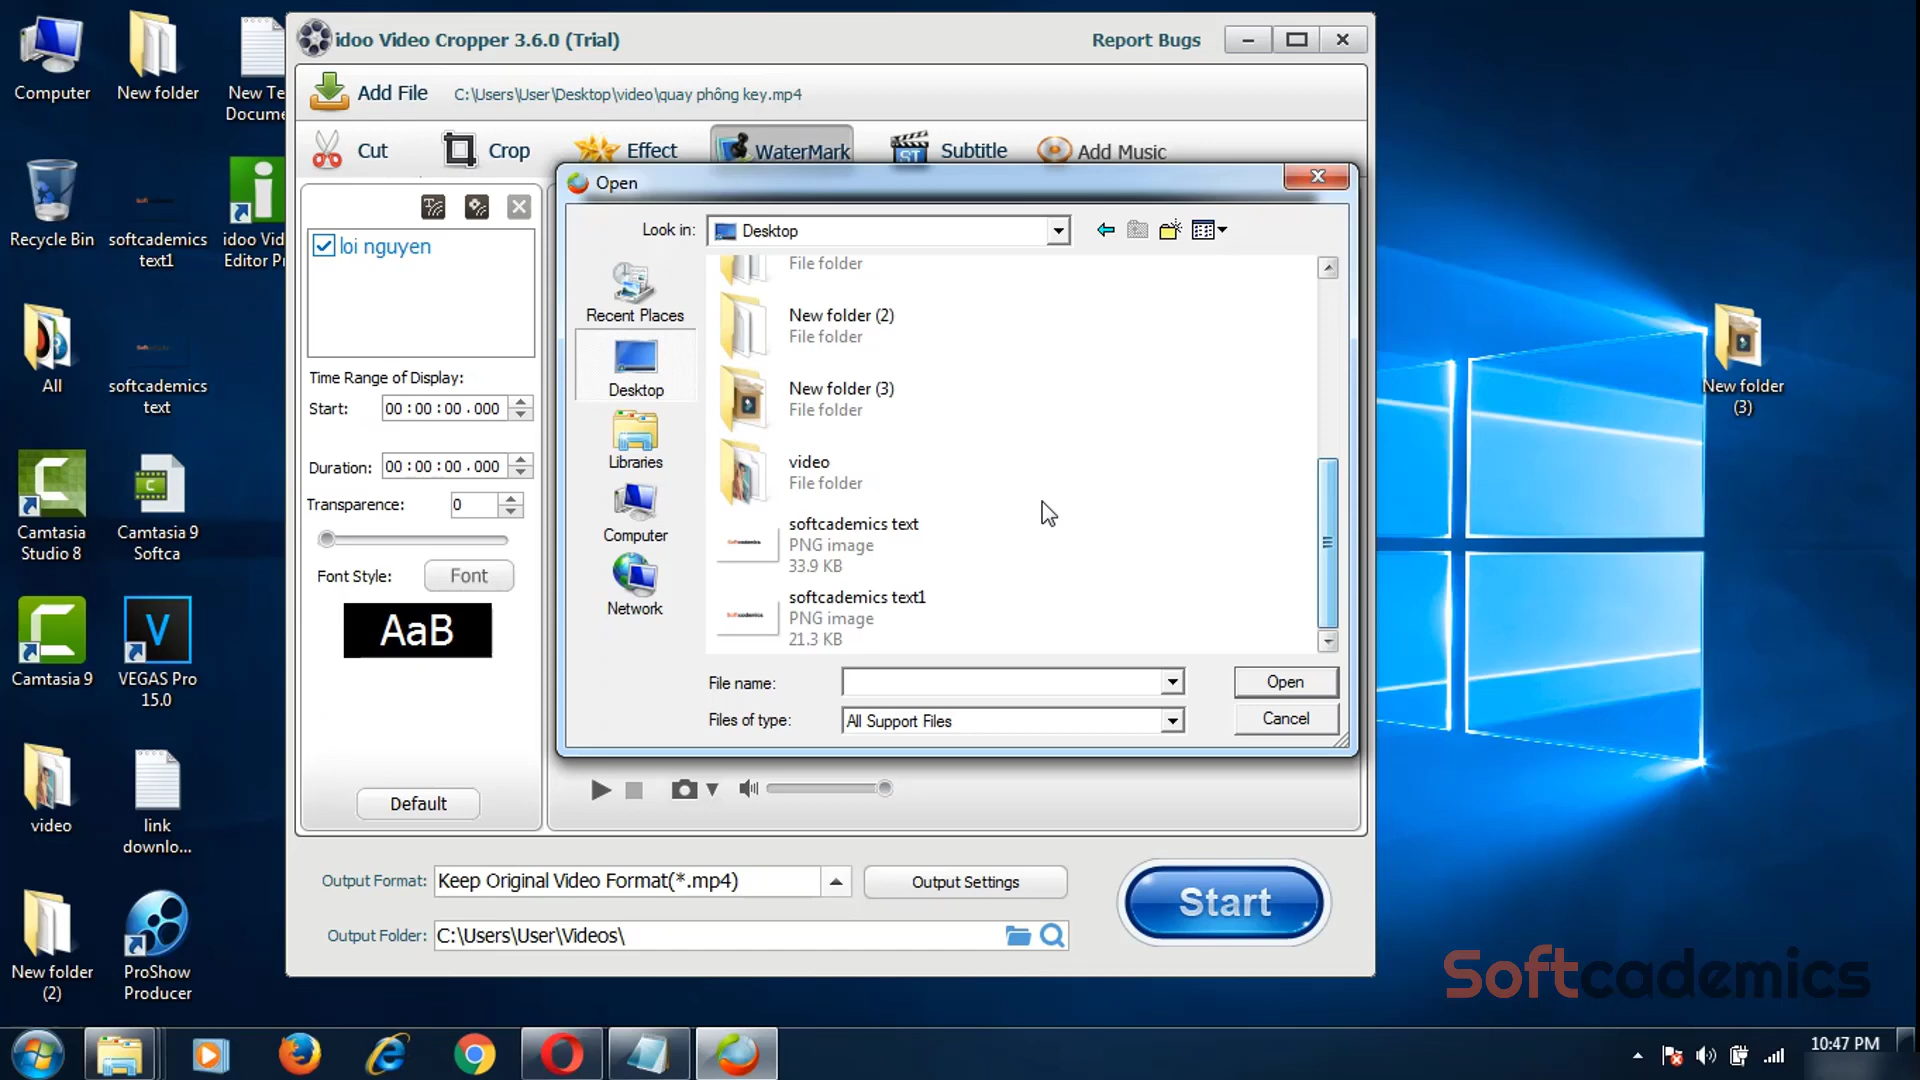 Computer
New folder
New Te
Docume
Recycle Bin
softcademics
text1
idoo Vid
Editor Pr
All
softcademics
text
Camtasia
Studio 8
Camtasia 9
Softca
Camtasia 9
VEGAS Pro
15.0
video
link
downlo...
New folder
(2)
ProShow
Producer
idoo Video Cropper 3.6.0 (Trial)
Report Bugs
Add File
C:\Users\User\Desktop\video\quay phông key.mp4
Cut
Crop
Effect
WaterMark
Subtitle
Add Music
loi nguyen
Time Range of Display:
Start:
00:00:00.000
Duration:
00:00:00.000
Transparence:
0
Font Style:
Font
AaB
Default
Open
Look in:
Desktop
Recent Places
Desktop
Libraries
Computer
Network
File folder
New folder (2)
File folder
New folder (3)
File folder
video
File folder
softcademics text
PNG image
33.9 KB
softcademics text1
PNG image
21.3 KB
File name:
Open
Files of type:
All Support Files
Cancel
Output Format:
Keep Original Video Format(*.mp4)
Output Settings
Output Folder:
C:\Users\User\Videos\
Start
New folder
(3)
Softcademics
10:47 PM